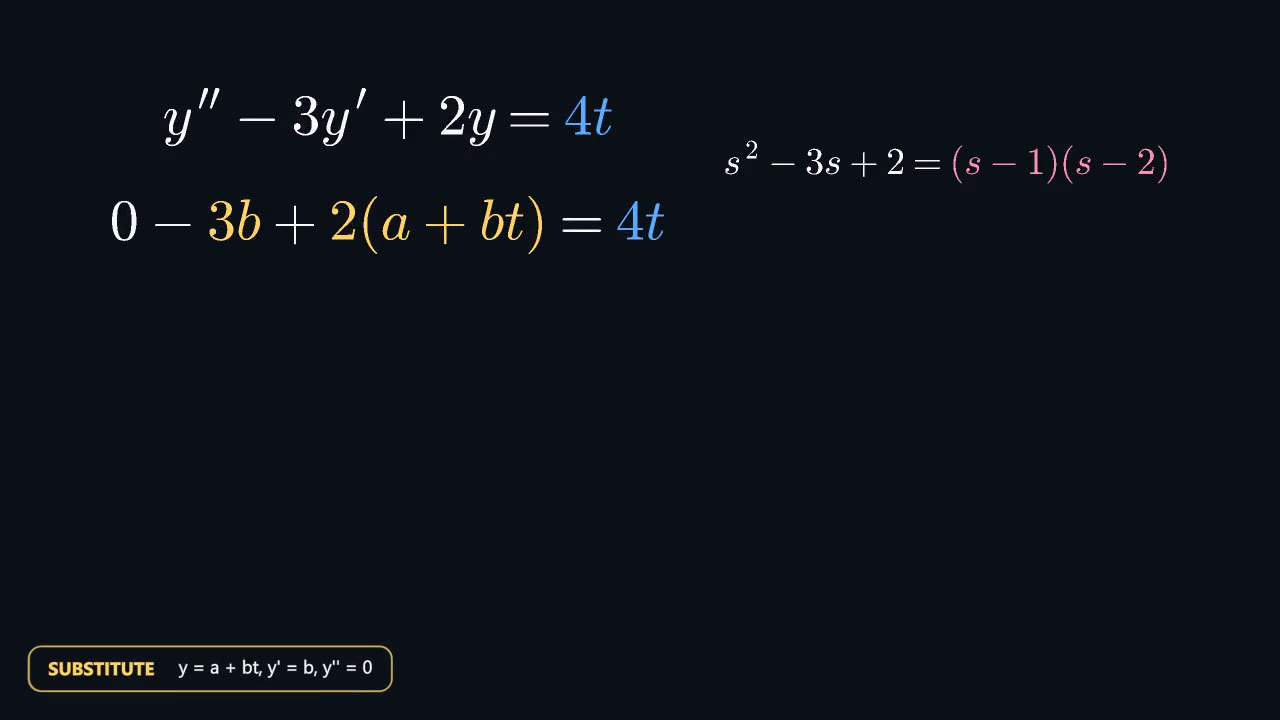 y'' − 3y' + 2y = 4t
s² − 3s + 2 = (s − 1)(s − 2)
0 − 3b + 2(a + bt) = 4t
SUBSTITUTE y = a + bt, y' = b, y'' = 0